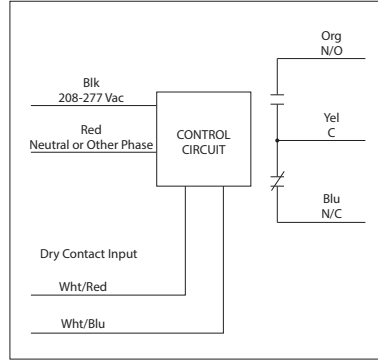 Org
N/O
Blk
208-277 Vac
Yel
C
Red
Neutral or Other Phase
CONTROL
CIRCUIT
Blu
N/C
Dry Contact Input
Wht/Red
Wht/Blu